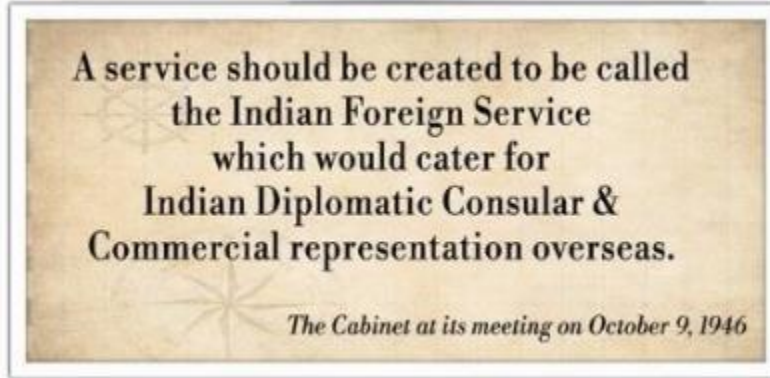 A service should be created to be called
the Indian Foreign Service
which would cater for
Indian Diplomatic Consular &
Commercial representation overseas.
The Cabinet at its meeting on October 9, 1946